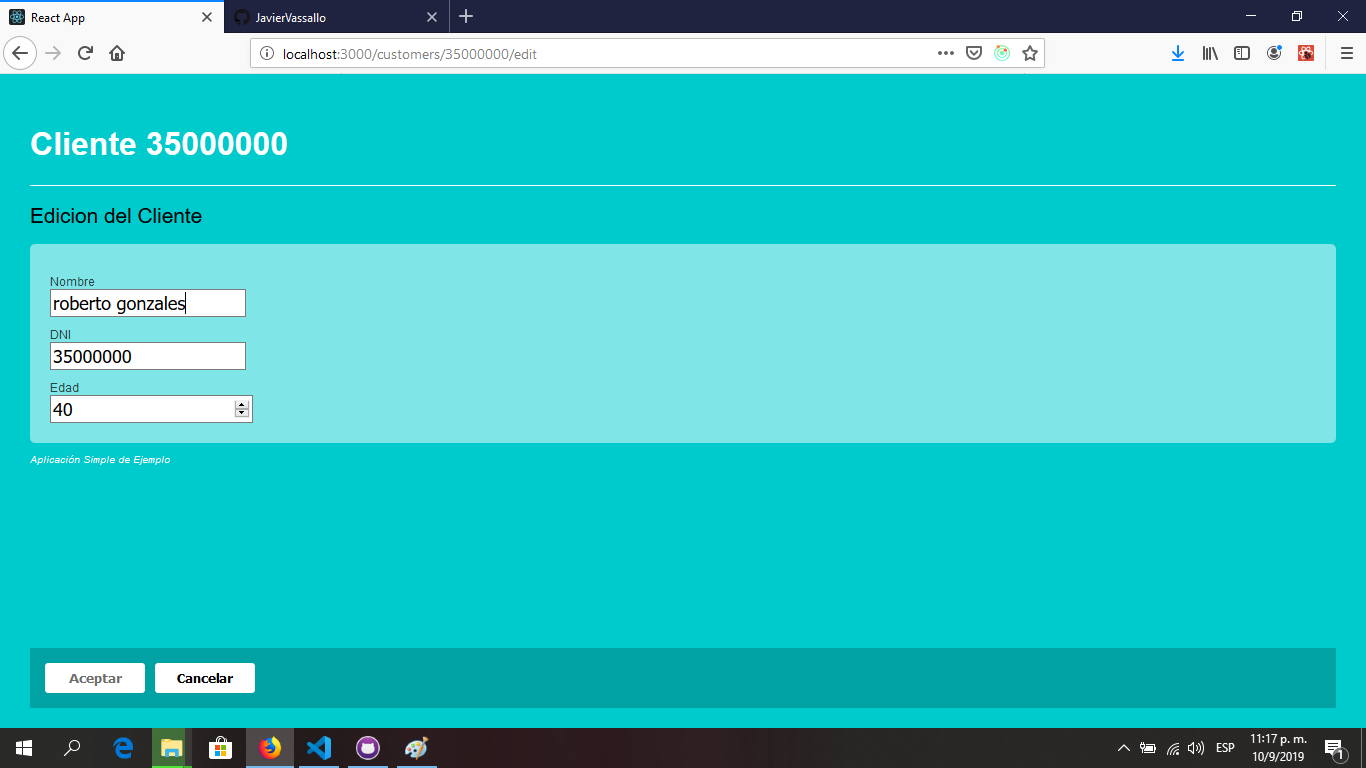 React App
JavierVassallo
localhost:3000/customers/35000000/edit
Cliente 35000000
Edicion del Cliente
Nombre
roberto gonzales
DNI
35000000
Edad
40
Aplicación Simple de Ejemplo
Aceptar
Cancelar
ESP
11:17 p. m.
10/9/2019
1